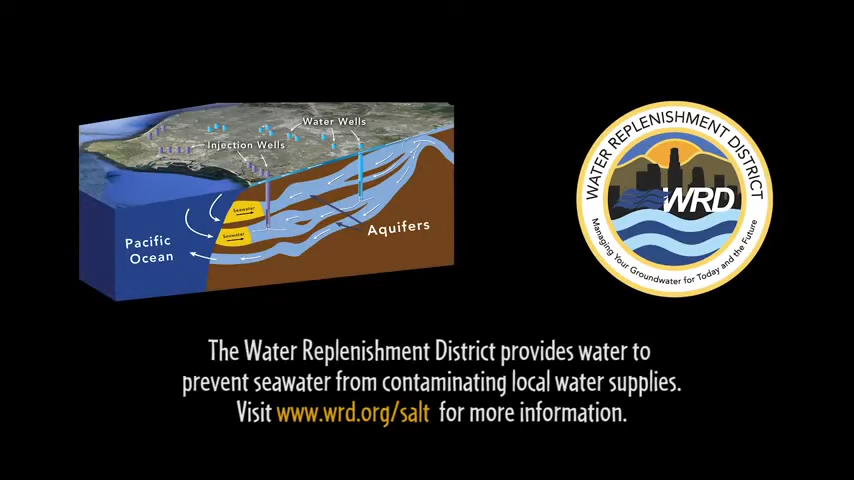 Water Wells
Injection Wells
Seawater
Seawater
Aquifers
Pacific
Ocean
WATER REPLENISHMENT DISTRICT
WRD
Managing Your Groundwater for Today and the Future
The Water Replenishment District provides water to
prevent seawater from contaminating local water supplies.
Visit www.wrd.org/salt for more information.